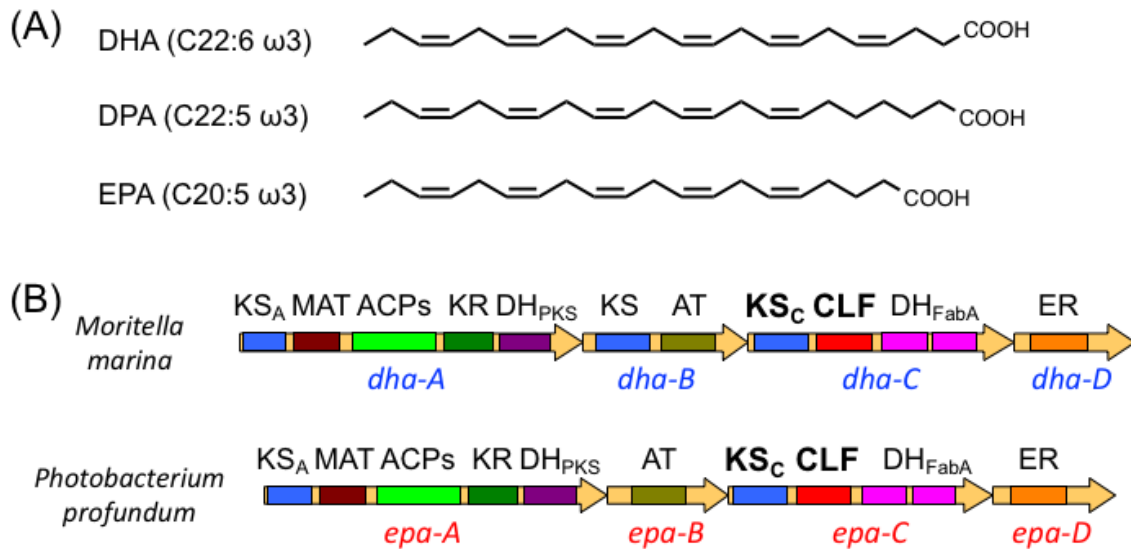 (A)
DHA (C22:6 ω3)
COOH
DPA (C22:5 ω3)
COOH
EPA (C20:5 ω3)
COOH
(B)
Moritella
marina
KSA MAT ACPs KR DHPKS KS AT KSC CLF DHFabA ER
dha-A dha-B dha-C dha-D
Photobacterium
profundum
KSA MAT ACPs KR DHPKS AT KSC CLF DHFabA ER
epa-A epa-B epa-C epa-D